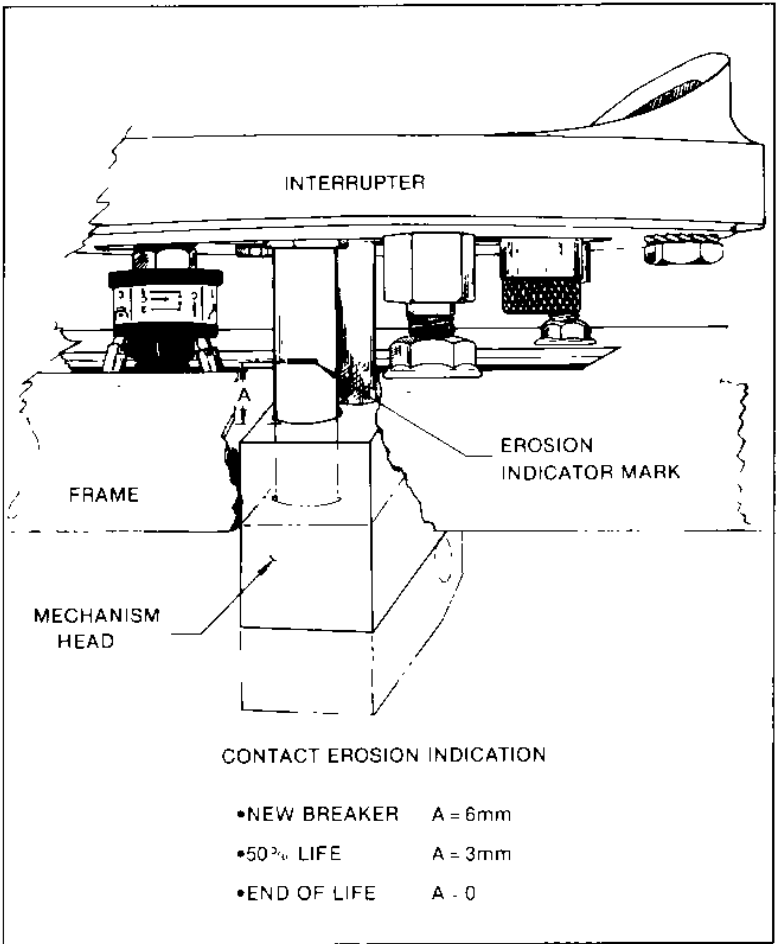 INTERRUPTER
A
EROSION
INDICATOR MARK
FRAME
MECHANISM
HEAD
CONTACT EROSION INDICATION
•NEW BREAKER A = 6mm
•50% LIFE A = 3mm
•END OF LIFE A - 0